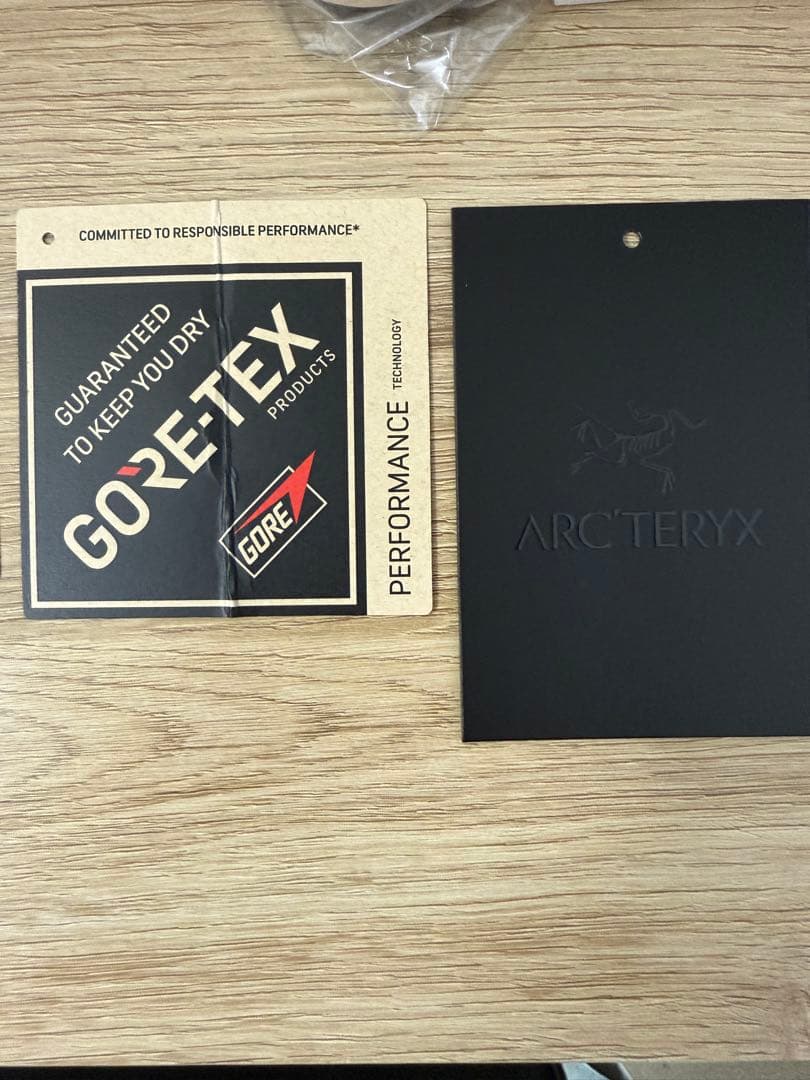 COMMITTED TO RESPONSIBLE PERFORMANCE*
GUARANTEED
TO KEEP YOU DRY
GORE-TEX
PRODUCTS
GORE
PERFORMANCE TECHNOLOGY
ARC'TERYX